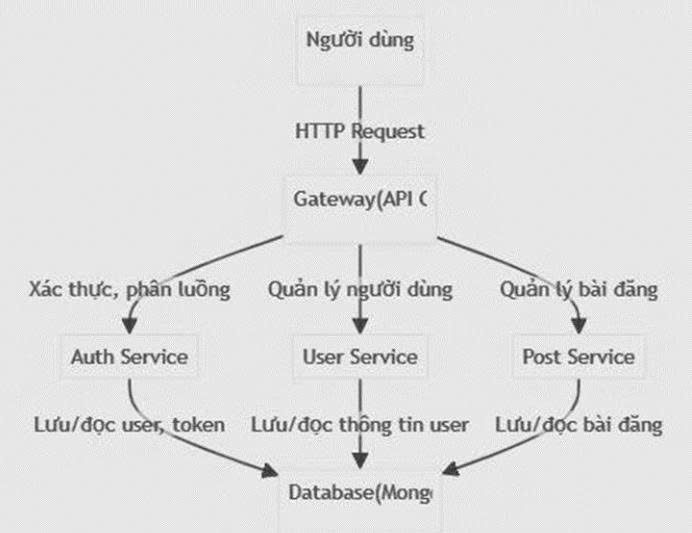 Người dùng
HTTP Request
Gateway(API
Xác thực, phân luồng
Quản lý người dùng
Quản lý bài đăng
Auth Service
User Service
Post Service
Lưu/đọc user, token
Lưu/đọc thông tin user
Lưu/đọc bài đăng
Database(Mong